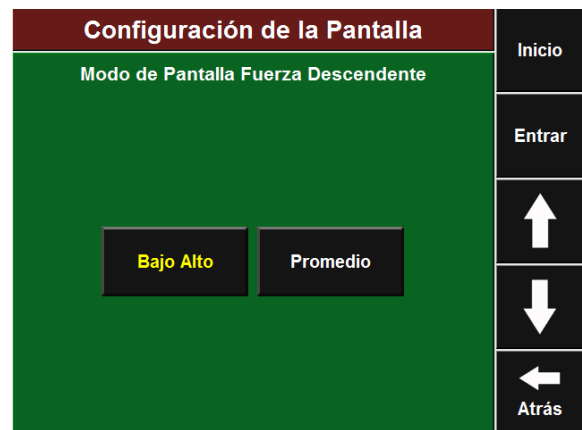 Configuración de la Pantalla
Modo de Pantalla Fuerza Descendente
Bajo Alto
Promedio
Inicio
Entrar
Atrás